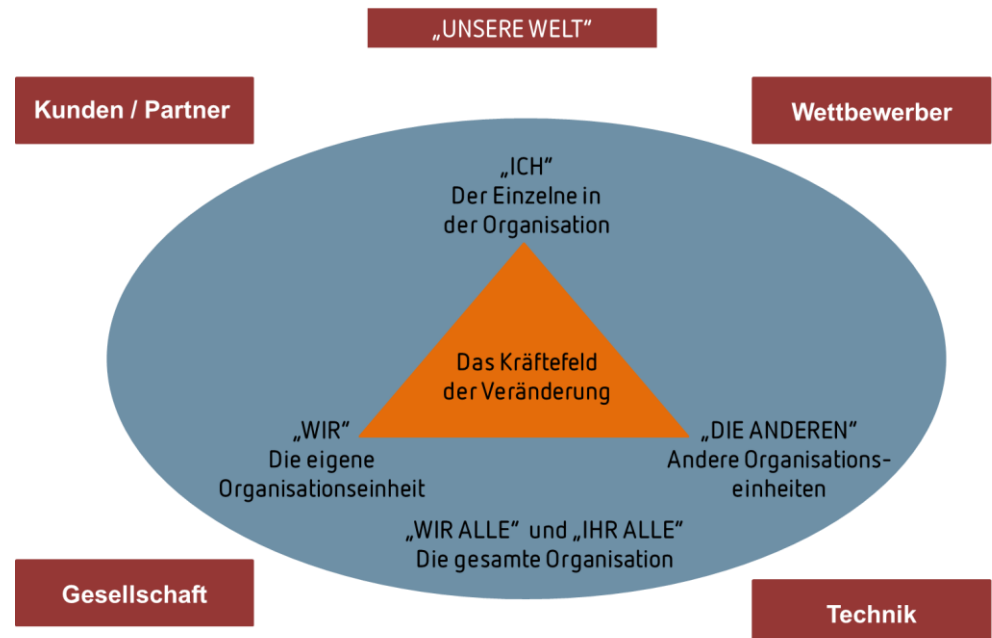 „UNSERE WELT“
Kunden / Partner
Wettbewerber
„ICH“
Der Einzelne in
der Organisation
Das Kräftefeld
der Veränderung
„WIR“
Die eigene
Organisationseinheit
„DIE ANDEREN“
Andere Organisations-
einheiten
„WIR ALLE“ und „IHR ALLE“
Die gesamte Organisation
Gesellschaft
Technik